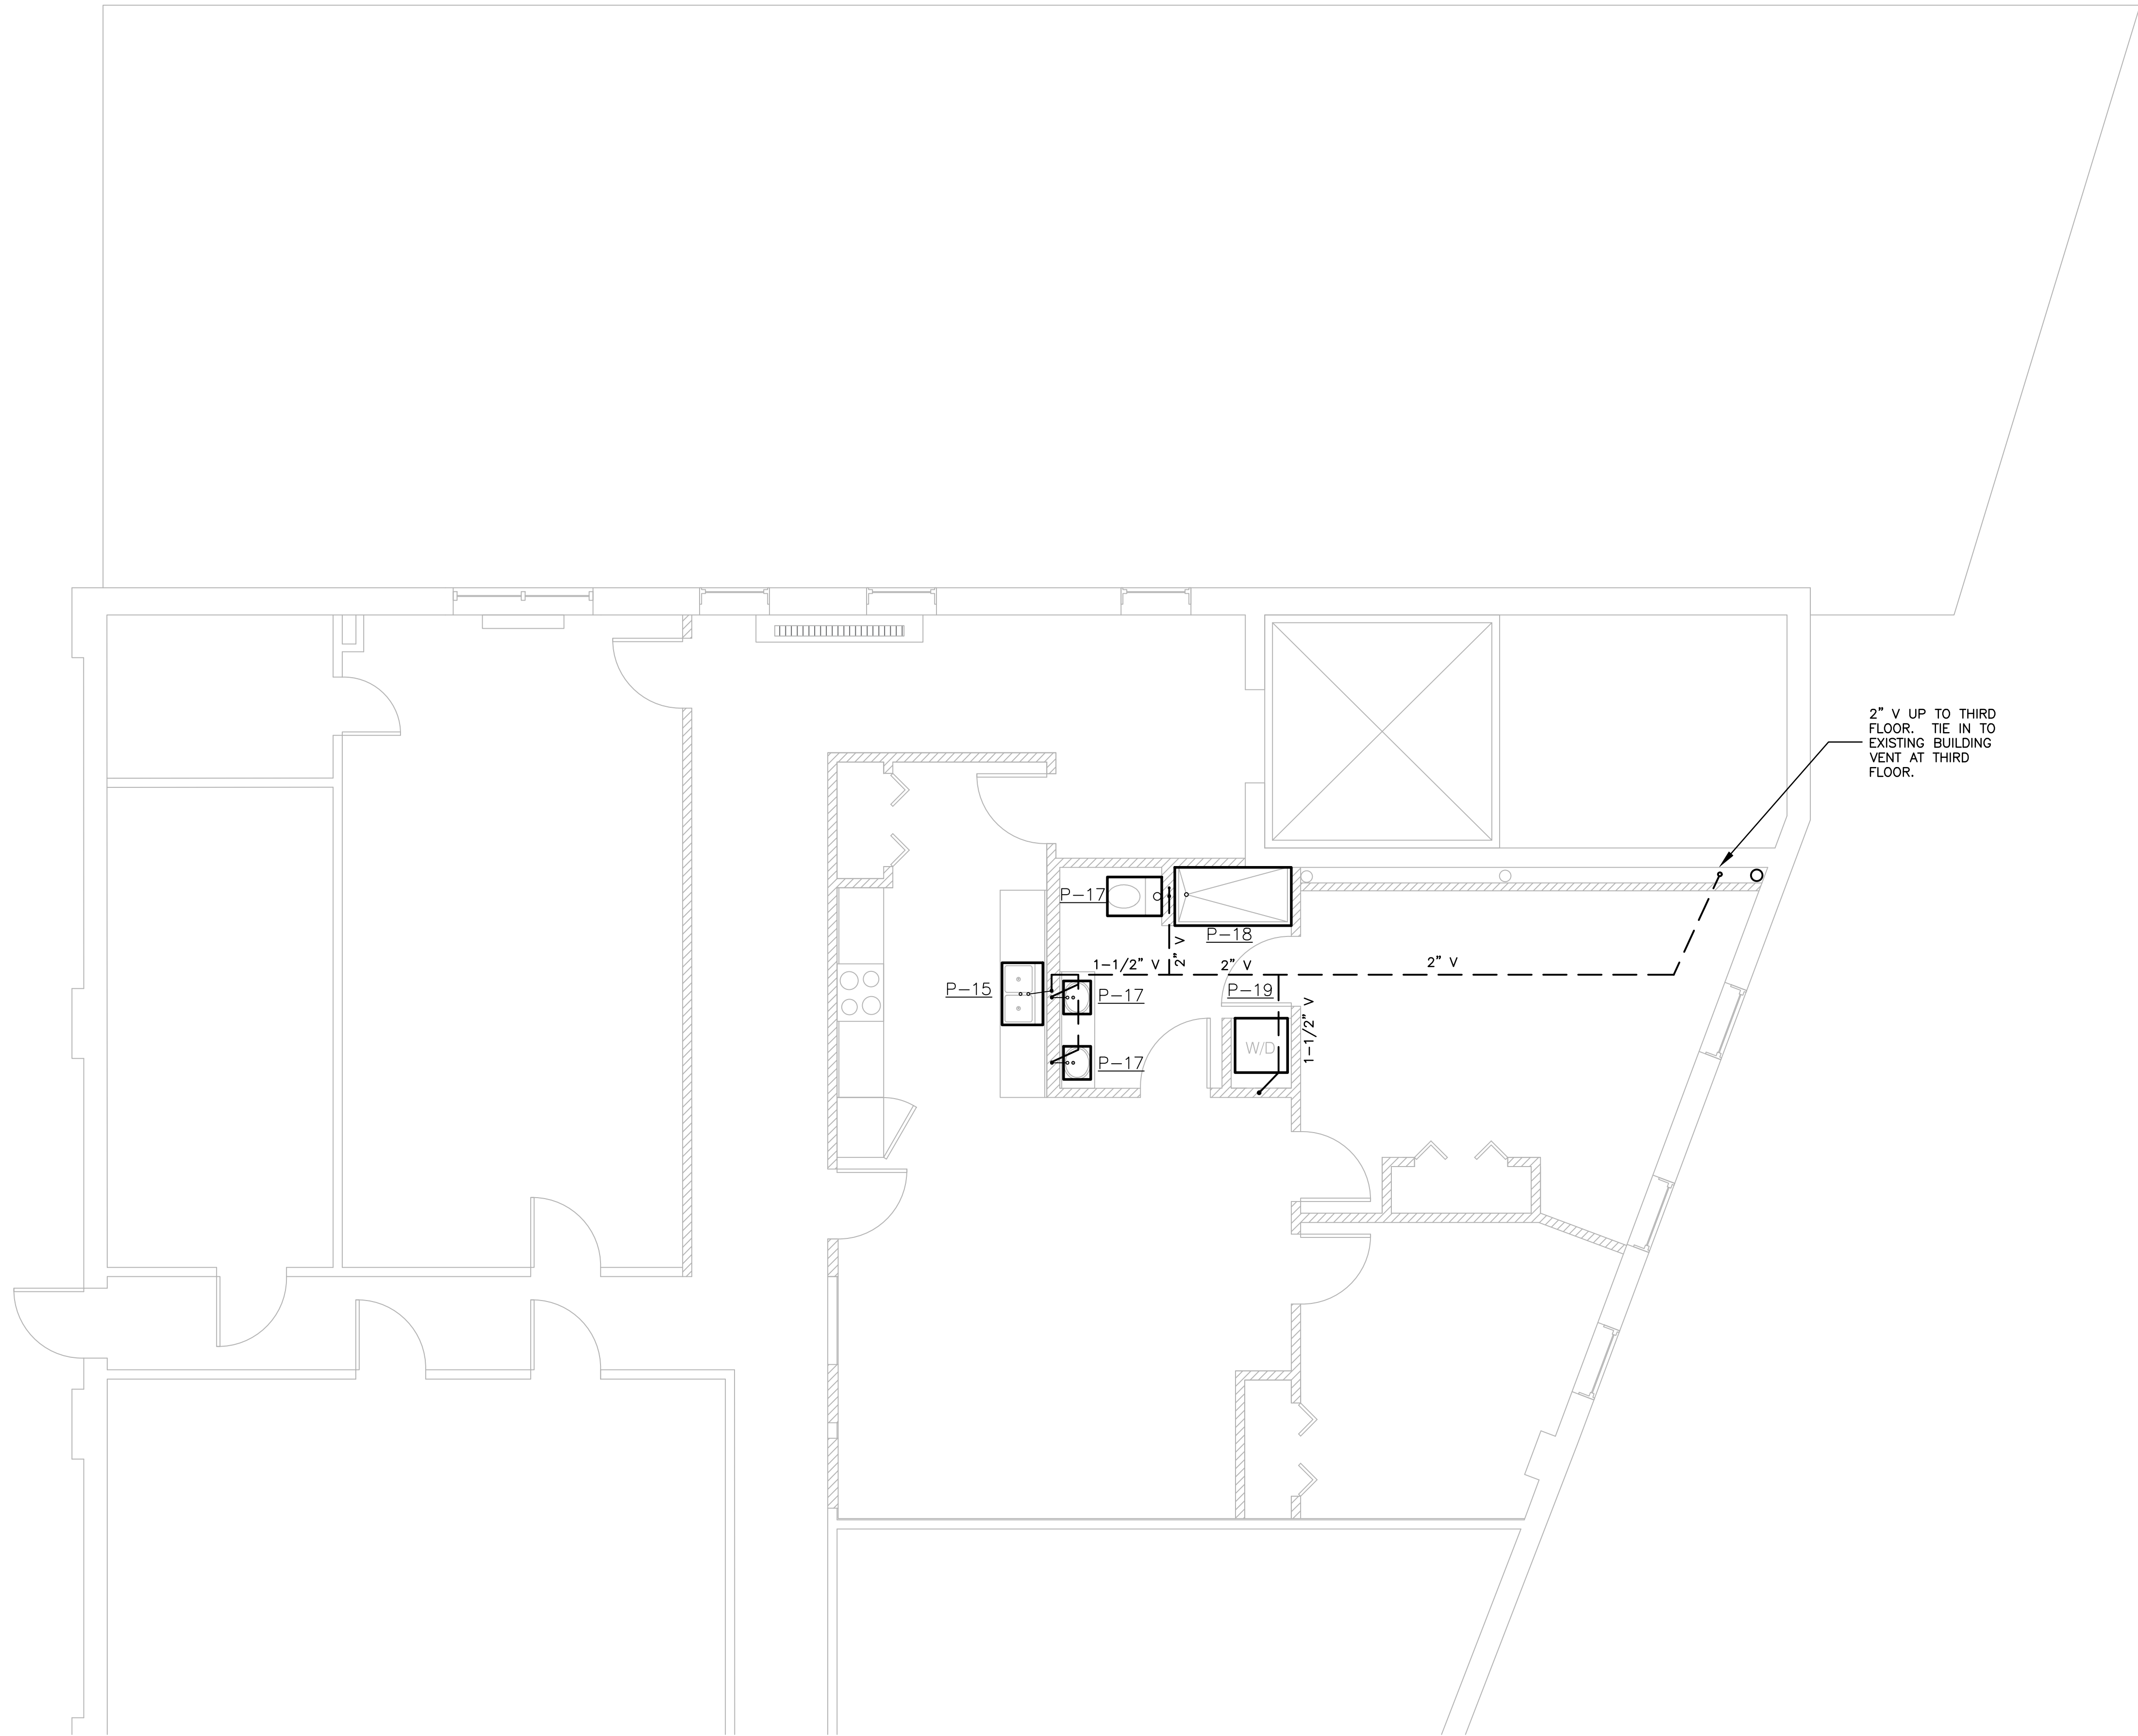 2" V UP TO THIRD
FLOOR. TIE IN TO
EXISTING BUILDING
VENT AT THIRD
FLOOR.
P-17
P-18
1-1/2" V
2" V
2" V
2" V
P-15
P-17
P-19
1-1/2" V
W/D
P-17